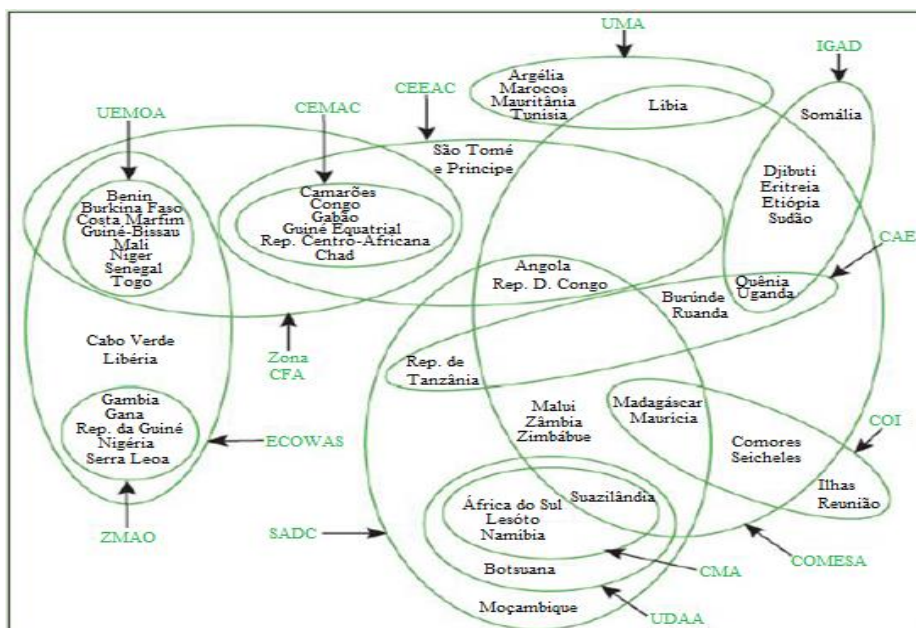 UMA
IGAD
Argélia
Marocos
Mauritânia
Tunisia
Libia
Somália
UEMOA
CEMAC
CEEAC
São Tomé
e Principe
Djibuti
Eritreia
Etiópia
Sudão
Benin
Burkina Faso
Costa Marfim
Guiné-Bissau
Mali
Niger
Senegal
Togo
Camarões
Congo
Gabão
Guiné Equatrial
Rep. Centro-Africana
Chad
CAE
Angola
Rep. D. Congo
Quênia
Uganda
Burúnde
Ruanda
Cabo Verde
Libéria
Zona
CFA
Rep. de
Tanzânia
Gambia
Gana
Rep. da Guiné
Nigéria
Serra Leoa
ECOWAS
Malui
Zâmbia
Zimbábue
Madagáscar
Mauricia
COI
Comores
Seicheles
Ilhas
Reunião
ZMAO
SADC
África do Sul
Lesóto
Namibia
Suazilândia
Botsuana
CMA
COMESA
Moçambique
UDAA